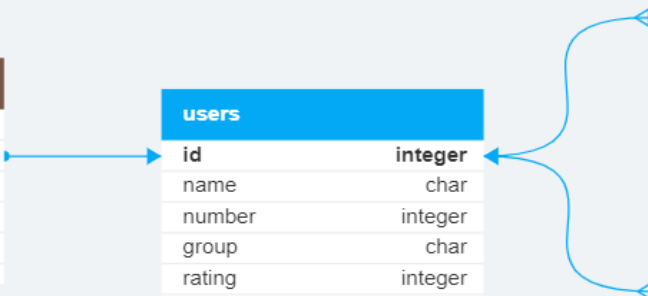 users
id integer
name char
number integer
group char
rating integer